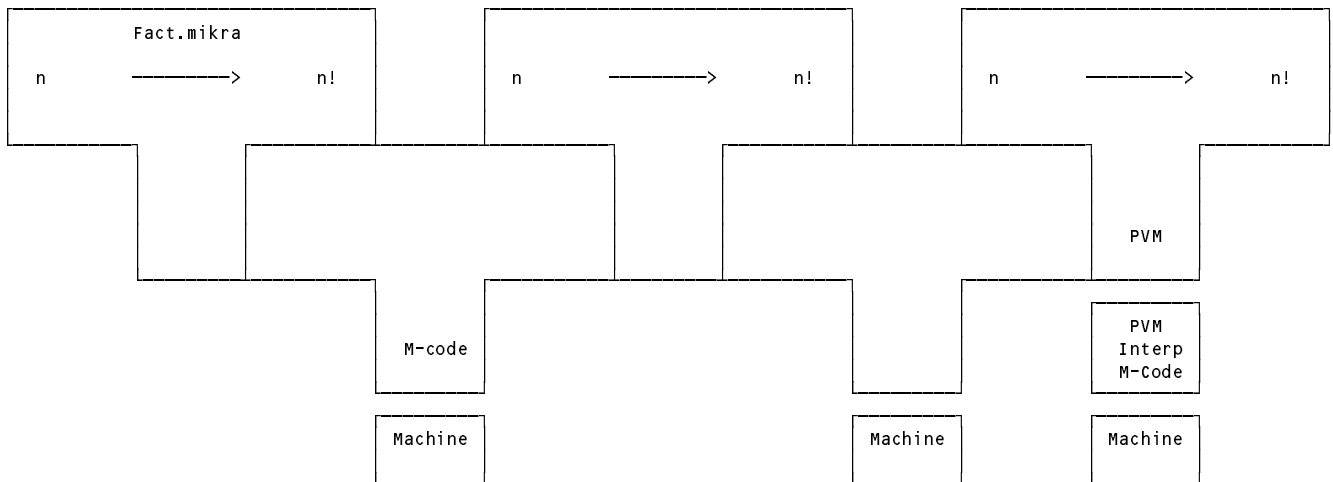 Fact.mikra
n ──────────> n! n ──────────> n! n ──────────> n!
PVM
PVM
M-code Interp
M-Code
Machine Machine Machine